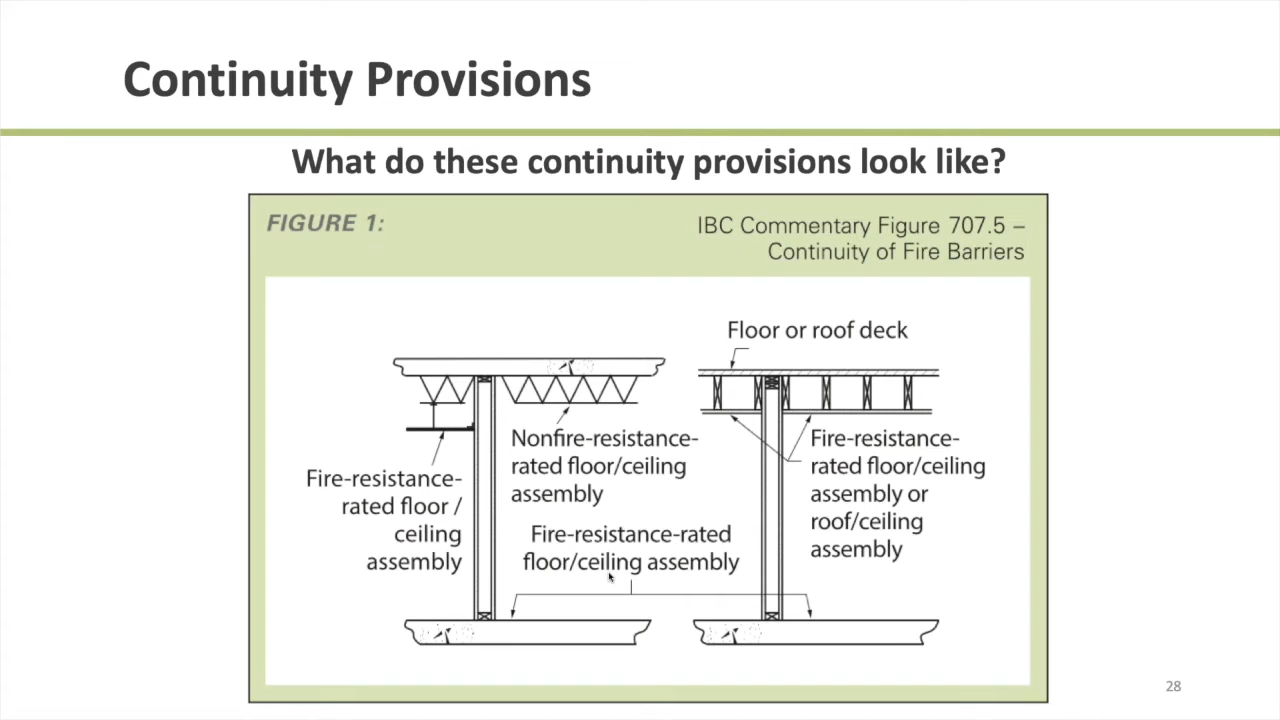 Continuity Provisions
What do these continuity provisions look like?
FIGURE 1:
IBC Commentary Figure 707.5 –
Continuity of Fire Barriers
Floor or roof deck
Nonfire-resistance-
rated floor/ceiling
assembly
Fire-resistance-
rated floor /
ceiling
assembly
Fire-resistance-
rated floor/ceiling
assembly or
roof/ceiling
assembly
Fire-resistance-rated
floor/ceiling assembly
28